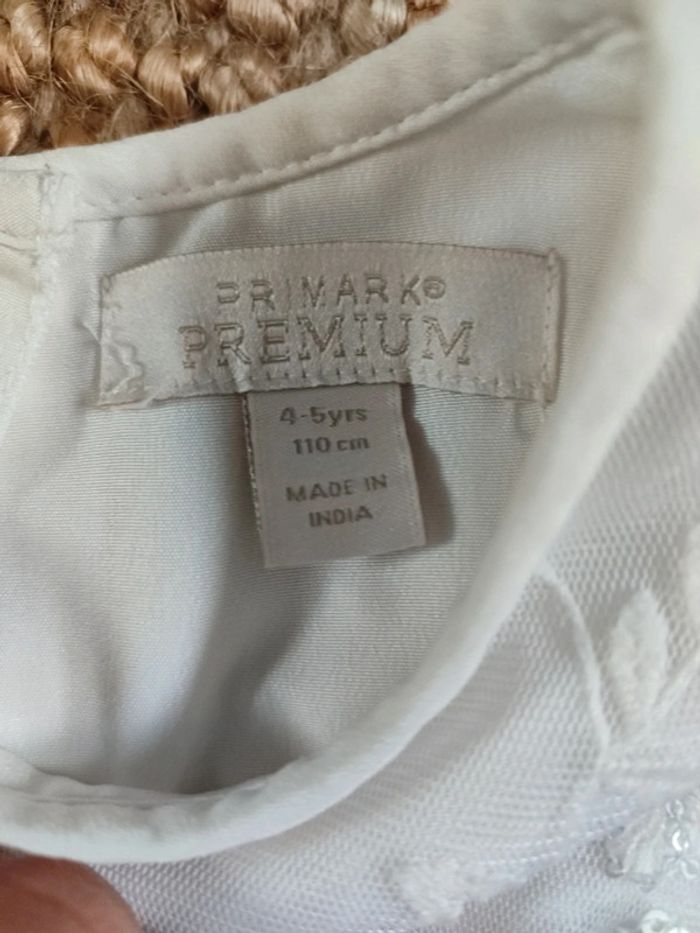 PRIMARK®
PREMIUM
4-5yrs
110 cm
MADE IN
INDIA